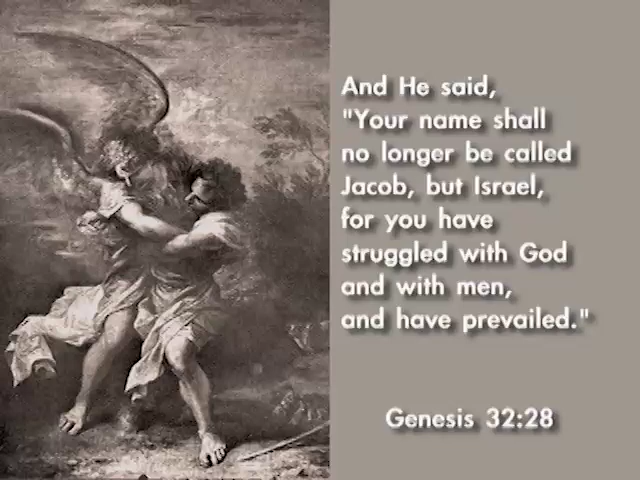 And He said,
"Your name shall
no longer be called
Jacob, but Israel,
for you have
struggled with God
and with men,
and have prevailed."
Genesis 32:28